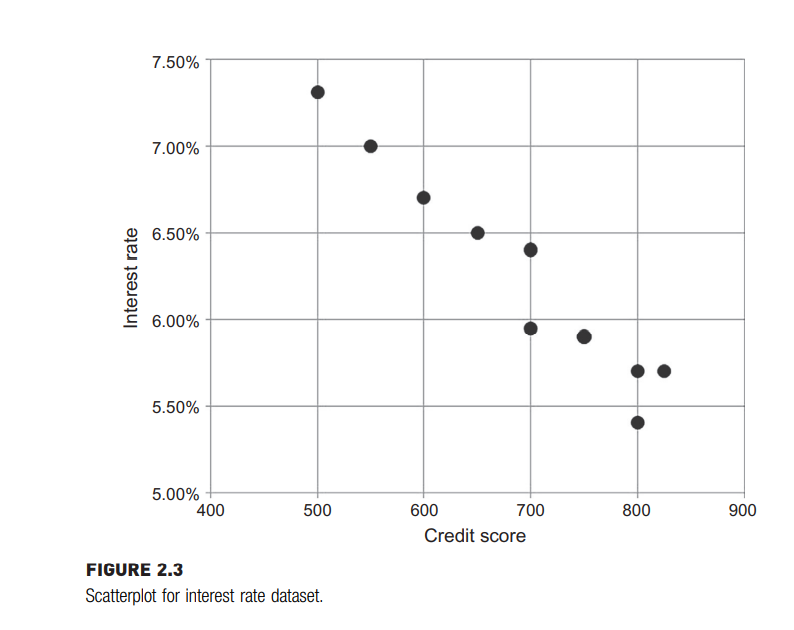 7.50%
7.00%
6.50%
6.00%
5.50%
5.00%
Interest rate
400 500 600 700 800 900
Credit score
FIGURE 2.3
Scatterplot for interest rate dataset.